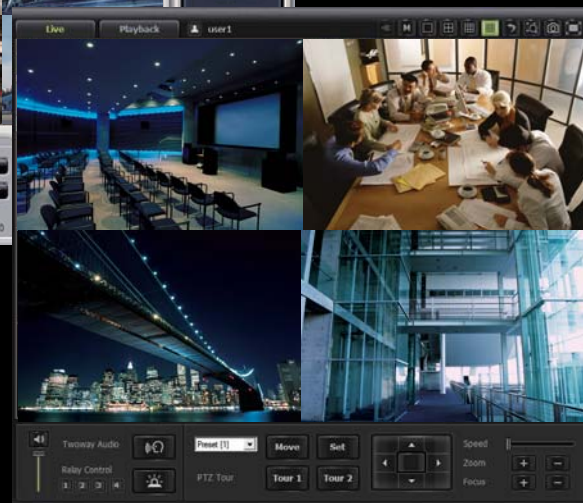 Live Playback user1
M
Twoway Audio Preset [1] Move Set Speed
Zoom
Relay Control PTZ Tour Tour 1 Tour 2 Focus
1 2 3 4